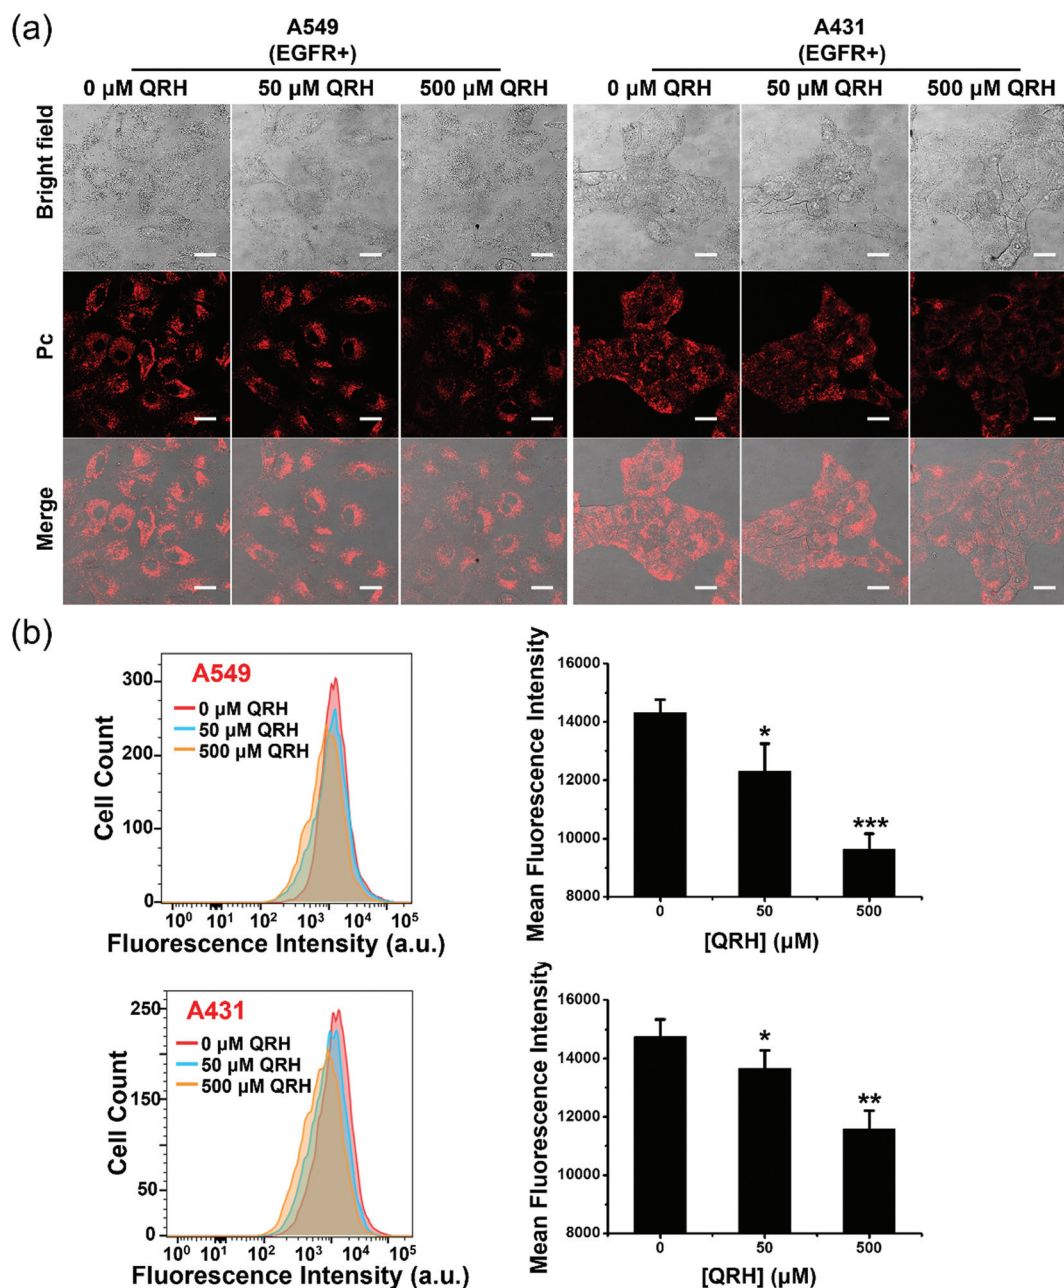 (a)
A549
(EGFR+)
A431
(EGFR+)
0 µM QRH
50 µM QRH
500 µM QRH
0 µM QRH
50 µM QRH
500 µM QRH
Bright field
Pc
Merge
(b)
A549
0 µM QRH
50 µM QRH
500 µM QRH
Cell Count
300
200
100
0
10⁰
10¹
10²
10³
10⁴
10⁵
Fluorescence Intensity (a.u.)
Mean Fluorescence Intensity
16000
14000
12000
10000
8000
*
***
0
50
500
[QRH] (µM)
A431
0 µM QRH
50 µM QRH
500 µM QRH
Cell Count
250
150
50
0
10⁰
10¹
10²
10³
10⁴
10⁵
Fluorescence Intensity (a.u.)
Mean Fluorescence Intensity
16000
14000
12000
10000
8000
*
**
0
50
500
[QRH] (µM)